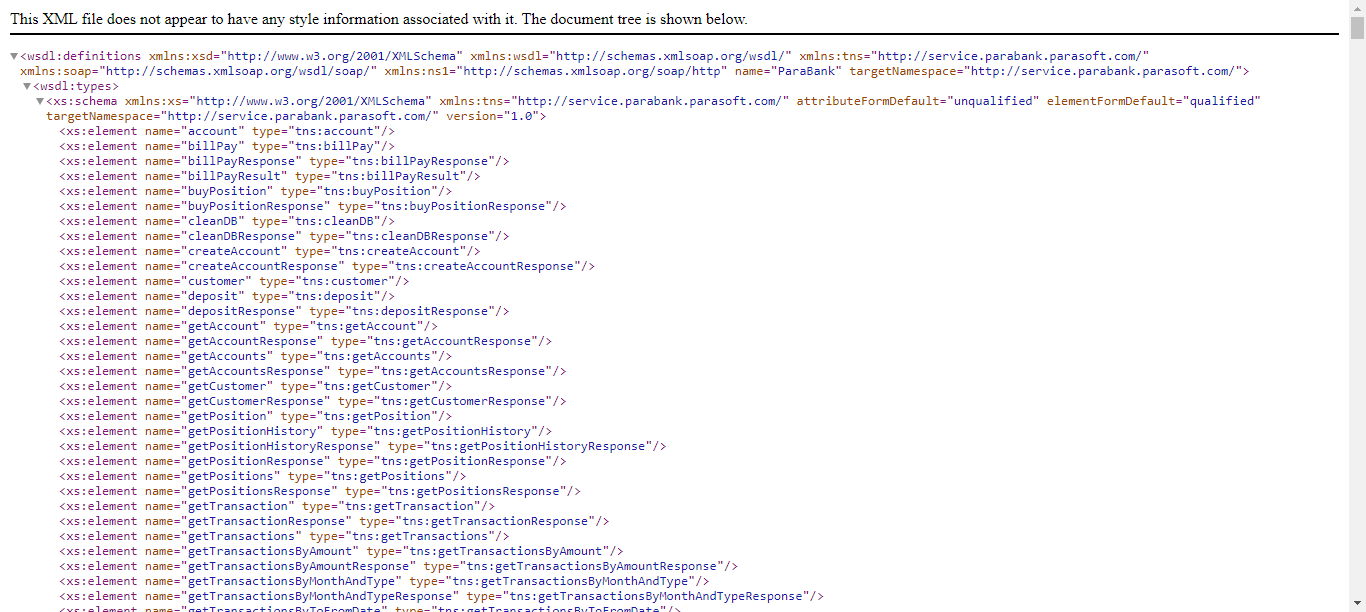 This XML file does not appear to have any style information associated with it. The document tree is shown below.
▼<wsdl:definitions xmlns:xsd="http://www.w3.org/2001/XMLSchema" xmlns:wsdl="http://schemas.xmlsoap.org/wsdl/" xmlns:tns="http://service.parabank.parasoft.com/"
xmlns:soap="http://schemas.xmlsoap.org/wsdl/soap/" xmlns:ns1="http://schemas.xmlsoap.org/soap/http" name="ParaBank" targetNamespace="http://service.parabank.parasoft.com/">
▼<wsdl:types>
▼<xs:schema xmlns:xs="http://www.w3.org/2001/XMLSchema" xmlns:tns="http://service.parabank.parasoft.com/" attributeFormDefault="unqualified" elementFormDefault="qualified"
targetNamespace="http://service.parabank.parasoft.com/" version="1.0">
<xs:element name="account" type="tns:account"/>
<xs:element name="billPay" type="tns:billPay"/>
<xs:element name="billPayResponse" type="tns:billPayResponse"/>
<xs:element name="billPayResult" type="tns:billPayResult"/>
<xs:element name="buyPosition" type="tns:buyPosition"/>
<xs:element name="buyPositionResponse" type="tns:buyPositionResponse"/>
<xs:element name="cleanDB" type="tns:cleanDB"/>
<xs:element name="cleanDBResponse" type="tns:cleanDBResponse"/>
<xs:element name="createAccount" type="tns:createAccount"/>
<xs:element name="createAccountResponse" type="tns:createAccountResponse"/>
<xs:element name="customer" type="tns:customer"/>
<xs:element name="deposit" type="tns:deposit"/>
<xs:element name="depositResponse" type="tns:depositResponse"/>
<xs:element name="getAccount" type="tns:getAccount"/>
<xs:element name="getAccountResponse" type="tns:getAccountResponse"/>
<xs:element name="getAccounts" type="tns:getAccounts"/>
<xs:element name="getAccountsResponse" type="tns:getAccountsResponse"/>
<xs:element name="getCustomer" type="tns:getCustomer"/>
<xs:element name="getCustomerResponse" type="tns:getCustomerResponse"/>
<xs:element name="getPosition" type="tns:getPosition"/>
<xs:element name="getPositionHistory" type="tns:getPositionHistory"/>
<xs:element name="getPositionHistoryResponse" type="tns:getPositionHistoryResponse"/>
<xs:element name="getPositionResponse" type="tns:getPositionResponse"/>
<xs:element name="getPositions" type="tns:getPositions"/>
<xs:element name="getPositionsResponse" type="tns:getPositionsResponse"/>
<xs:element name="getTransaction" type="tns:getTransaction"/>
<xs:element name="getTransactionResponse" type="tns:getTransactionResponse"/>
<xs:element name="getTransactions" type="tns:getTransactions"/>
<xs:element name="getTransactionsByAmount" type="tns:getTransactionsByAmount"/>
<xs:element name="getTransactionsByAmountResponse" type="tns:getTransactionsByAmountResponse"/>
<xs:element name="getTransactionsByMonthAndType" type="tns:getTransactionsByMonthAndType"/>
<xs:element name="getTransactionsByMonthAndTypeResponse" type="tns:getTransactionsByMonthAndTypeResponse"/>
<xs:element name="getTransactionsByToFromDate" type="tns:getTransactionsByToFromDate"/>